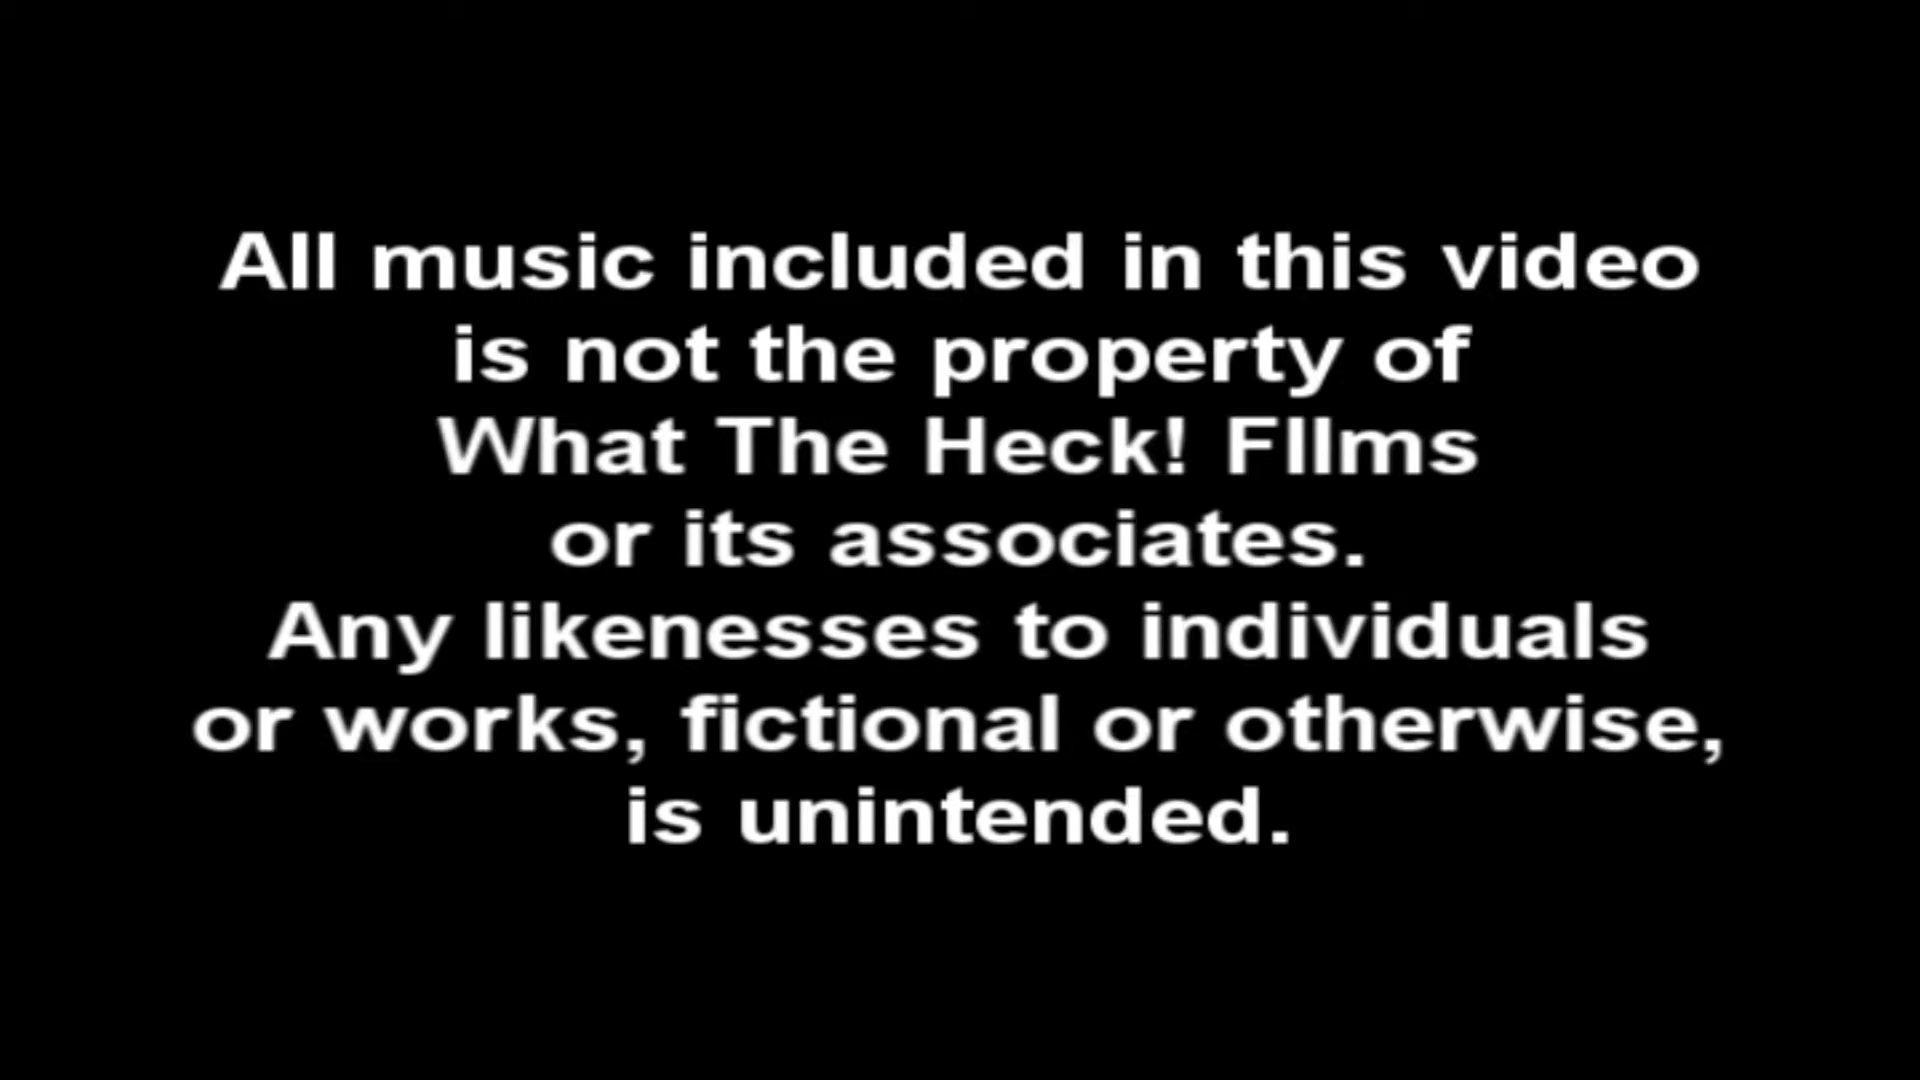 All music included in this video
is not the property of
What The Heck! FIlms
or its associates.
Any likenesses to individuals
or works, fictional or otherwise,
is unintended.